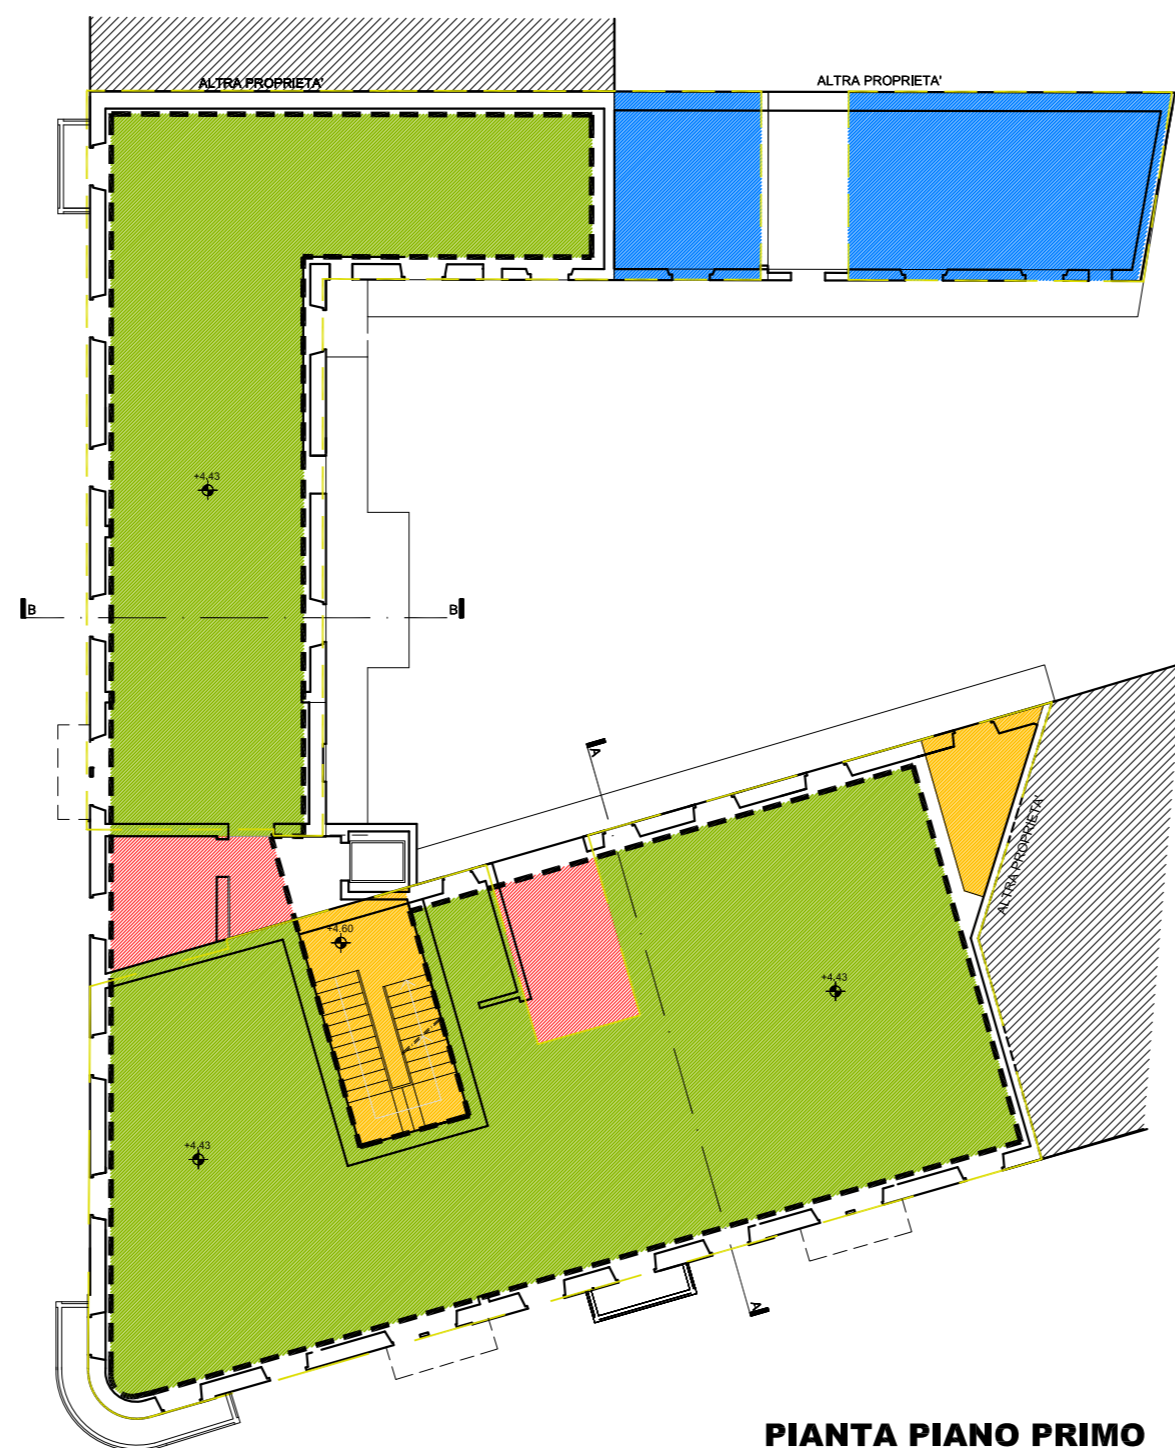 ALTRA PROPRIETA'
ALTRA PROPRIETA'
+4,43
B
B
A
ALTRA PROPRIETA'
+4,60
+4,43
+4,43
A
PIANTA PIANO PRIMO